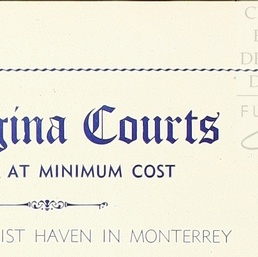 gina Courts
AT MINIMUM COST
IST HAVEN IN MONTERREY